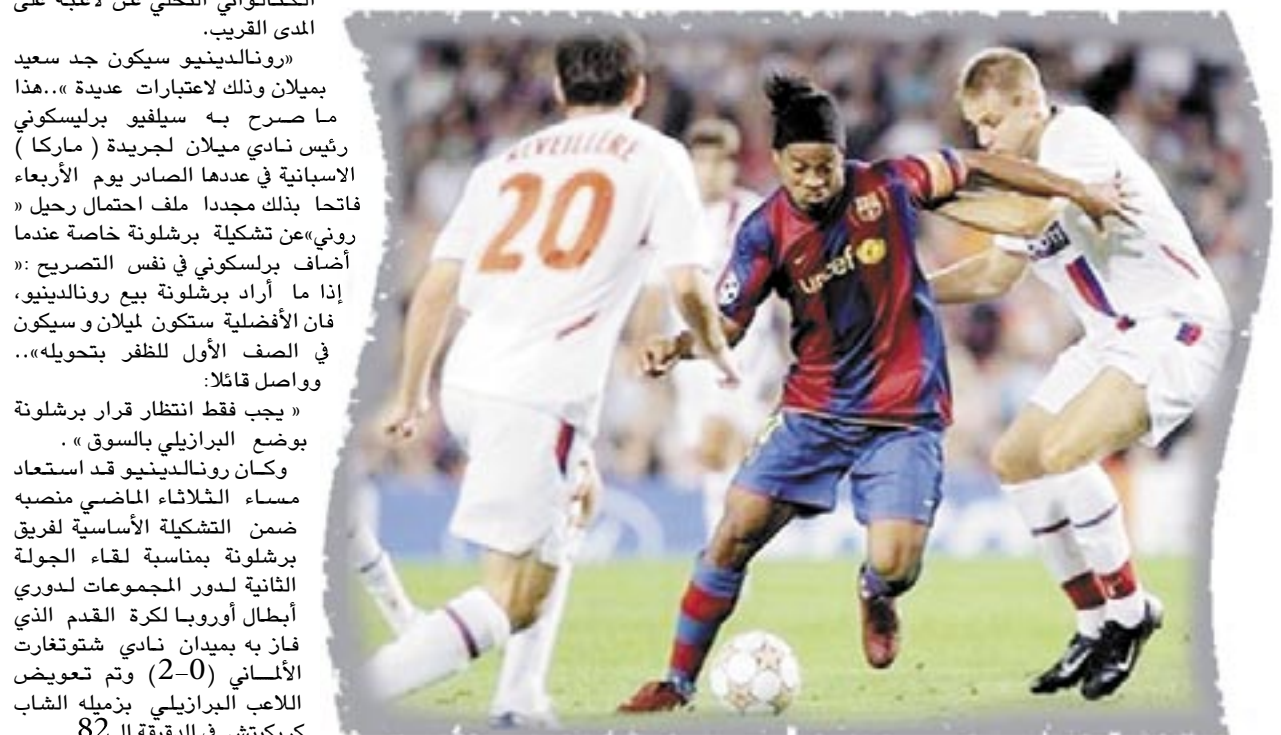 المدى القريب.
«رونالدينيو سيكون جد سعيد
بميلان وذلك لاعتبارات عديدة »..هذا
ما صرح به سيلفيو برليسكوني
رئيس نادي ميلان لجريدة ( ماركا )
الاسبانية في عددها الصادر يوم الأربعاء
فاتحا بذلك مجددا ملف احتمال رحيل «
روني»عن تشكيلة برشلونة خاصة عندما
أضاف برلسكوني في نفس التصريح :«
إذا ما أراد برشلونة بيع رونالدينيو،
فان الأفضلية ستكون لميلان و سيكون
في الصف الأول للظفر بتحويله»..
وواصل قائلا:
« يجب فقط انتظار قرار برشلونة
بوضع البرازيلي بالسوق » .
وكان رونالدينيو قد استعاد
مساء الثلاثاء الماضي منصبه
ضمن التشكيلة الأساسية لفريق
برشلونة بمناسبة لقاء الجولة
الثانية لدور المجموعات لدوري
أبطال أوروبا لكرة القدم الذي
فاز به بميدان نادي شتوتغارت
الألماني (0-2) وتم تعويض
اللاعب البرازيلي بزميله الشاب
في الدقيقة ال82
REVEILLERE
20
unicef